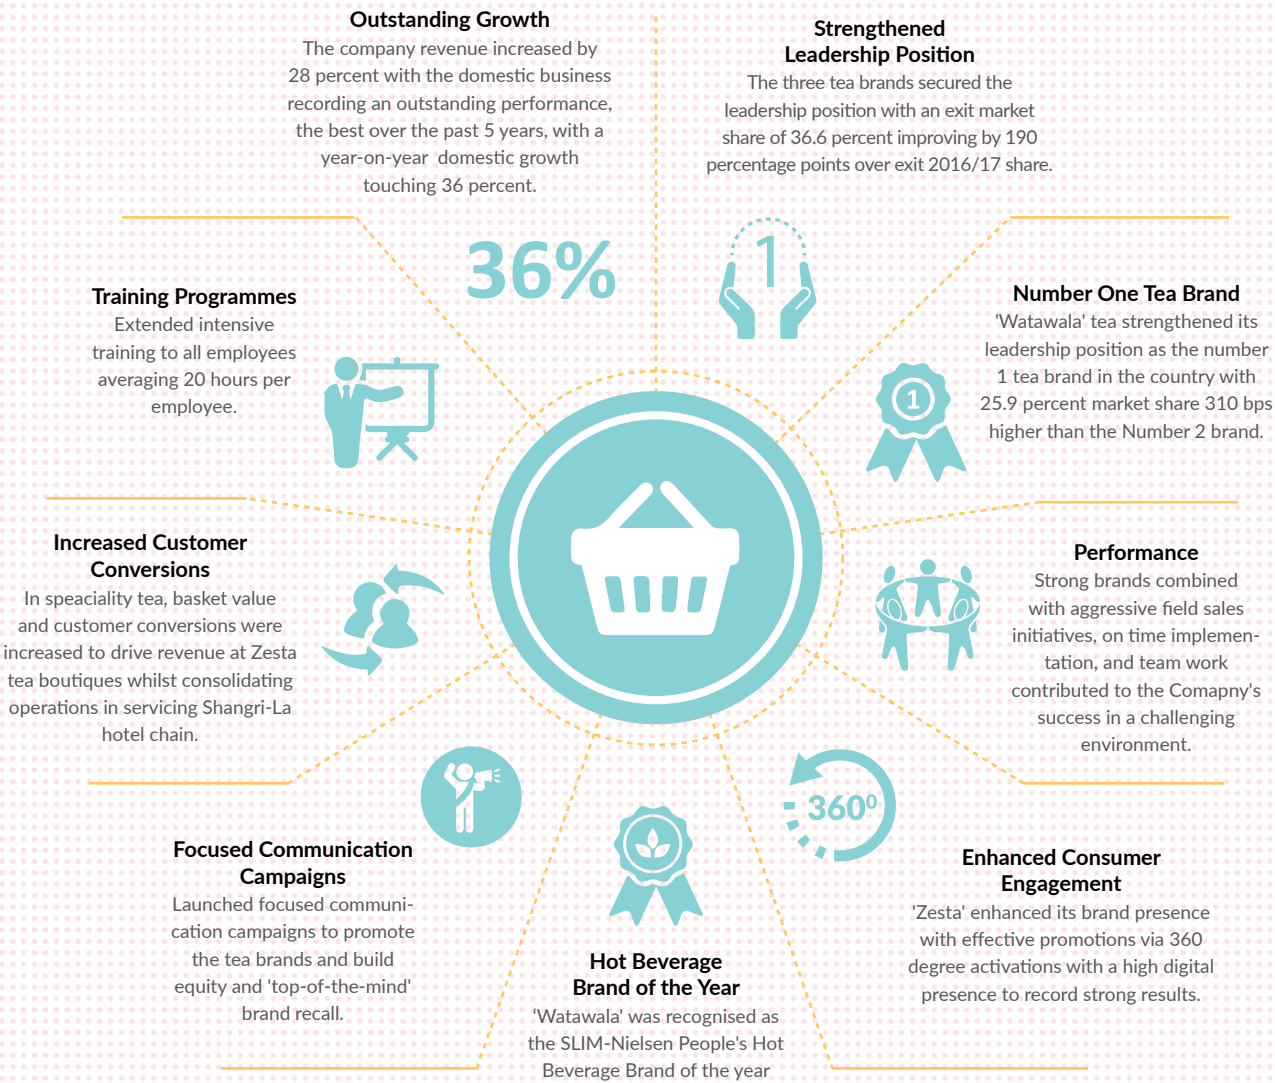 Outstanding Growth
The company revenue increased by
28 percent with the domestic business
recording an outstanding performance,
the best over the past 5 years, with a
year-on-year domestic growth
touching 36 percent.
36%
Strengthened
Leadership Position
The three tea brands secured the
leadership position with an exit market
share of 36.6 percent improving by 190
percentage points over exit 2016/17 share.
1
Number One Tea Brand
'Watawala' tea strengthened its
leadership position as the number
1 tea brand in the country with
25.9 percent market share 310 bps
higher than the Number 2 brand.
1
Performance
Strong brands combined
with aggressive field sales
initiatives, on time implemen-
tation, and team work
contributed to the Comapny's
success in a challenging
environment.
360⁰
Enhanced Consumer
Engagement
'Zesta' enhanced its brand presence
with effective promotions via 360
degree activations with a high digital
presence to record strong results.
Hot Beverage
Brand of the Year
'Watawala' was recognised as
the SLIM-Nielsen People's Hot
Beverage Brand of the year
Focused Communication
Campaigns
Launched focused communi-
cation campaigns to promote
the tea brands and build
equity and 'top-of-the-mind'
brand recall.
Increased Customer
Conversions
In speaciality tea, basket value
and customer conversions were
increased to drive revenue at Zesta
tea boutiques whilst consolidating
operations in servicing Shangri-La
hotel chain.
Training Programmes
Extended intensive
training to all employees
averaging 20 hours per
employee.